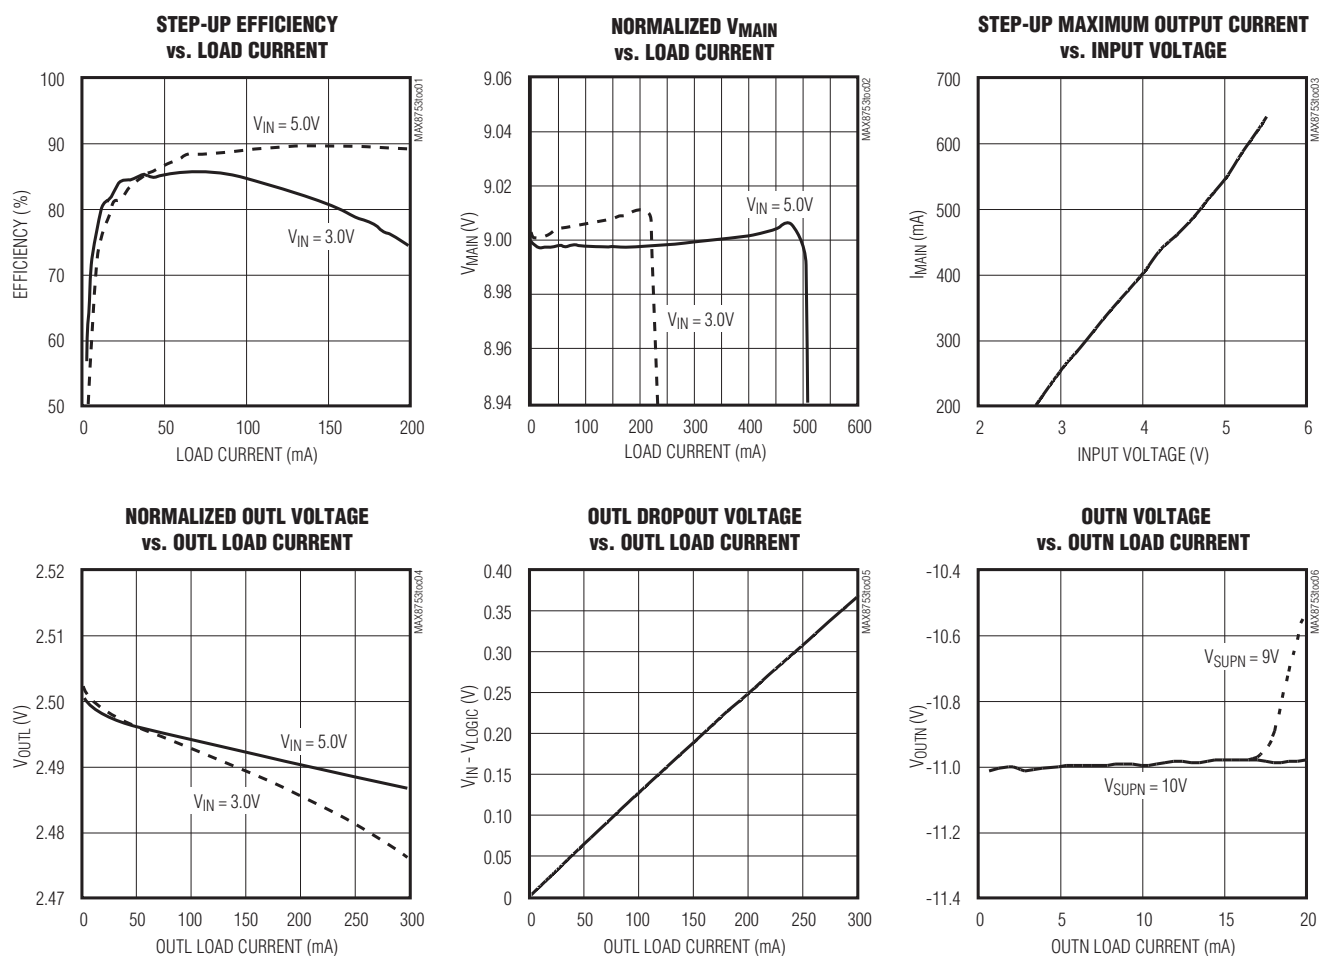 STEP-UP EFFICIENCY
vs. LOAD CURRENT
100
90
80
70
60
50
EFFICIENCY (%)
VIN = 5.0V
VIN = 3.0V
0 50 100 150 200
LOAD CURRENT (mA)
MAX8753toc01
NORMALIZED VMAIN
vs. LOAD CURRENT
9.06
9.04
9.02
9.00
8.98
8.96
8.94
VMAIN (V)
VIN = 5.0V
VIN = 3.0V
0 100 200 300 400 500 600
LOAD CURRENT (mA)
MAX8753toc02
STEP-UP MAXIMUM OUTPUT CURRENT
vs. INPUT VOLTAGE
700
600
500
400
300
200
IMAIN (mA)
2 3 4 5 6
INPUT VOLTAGE (V)
MAX8753toc03
NORMALIZED OUTL VOLTAGE
vs. OUTL LOAD CURRENT
2.52
2.51
2.50
2.49
2.48
2.47
VOUTL (V)
VIN = 5.0V
VIN = 3.0V
0 50 100 150 200 250 300
OUTL LOAD CURRENT (mA)
MAX8753toc04
OUTL DROPOUT VOLTAGE
vs. OUTL LOAD CURRENT
0.40
0.35
0.30
0.25
0.20
0.15
0.10
0.05
0
VIN - VLOGIC (V)
0 50 100 150 200 250 300
OUTL LOAD CURRENT (mA)
MAX8753toc05
OUTN VOLTAGE
vs. OUTN LOAD CURRENT
-10.4
-10.6
-10.8
-11.0
-11.2
-11.4
VOUTN (V)
VSUPN = 9V
VSUPN = 10V
0 5 10 15 20
OUTN LOAD CURRENT (mA)
MAX8753toc06